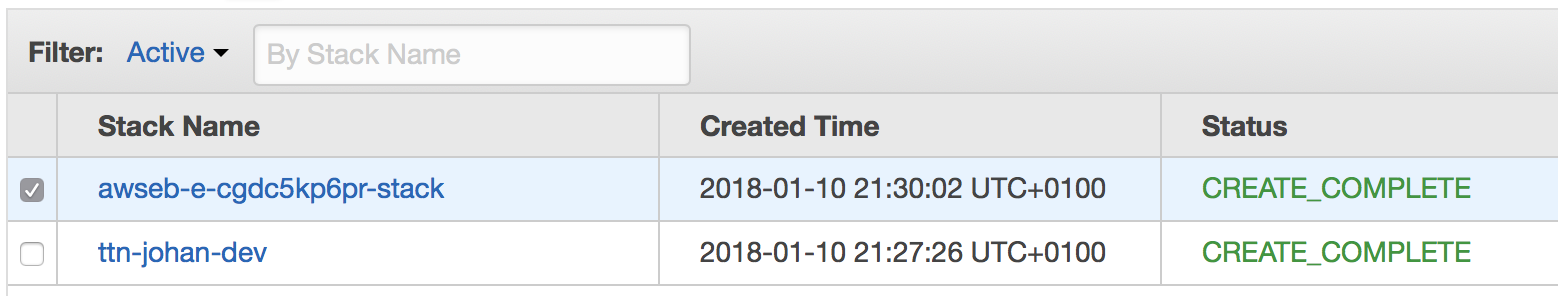 Filter: Active By Stack Name
Stack Name Created Time Status
awseb-e-cgdc5kp6pr-stack 2018-01-10 21:30:02 UTC+0100 CREATE_COMPLETE
ttn-johan-dev 2018-01-10 21:27:26 UTC+0100 CREATE_COMPLETE